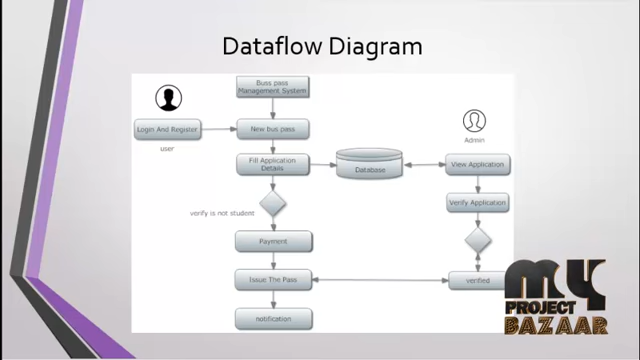 Dataflow Diagram
Buss pass
Management System
Login And Register
user
New bus pass
Admin
Fill Application
Details
Database
View Application
Verify Application
verify is not student
Payment
Issue The Pass
verified
notification
MY
PROJECT
BAZAAR